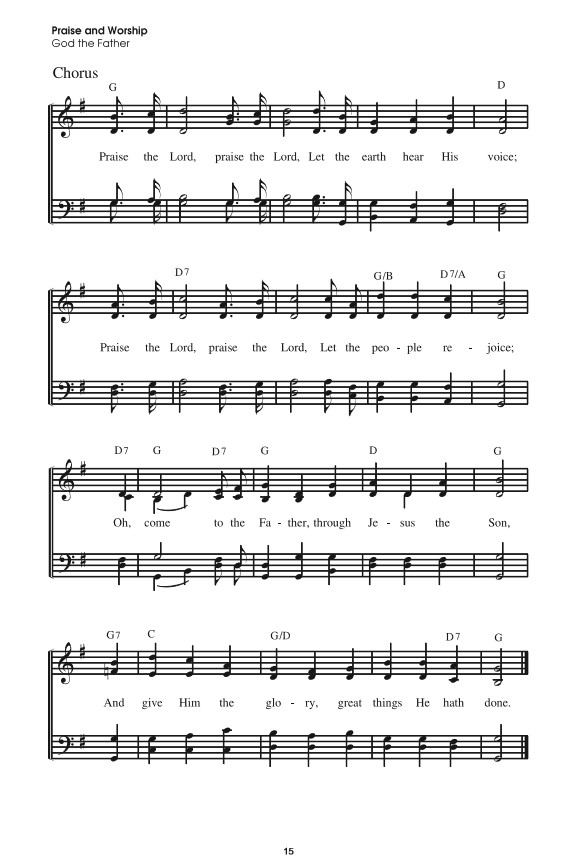 Praise and Worship
God the Father
Chorus
G D
Praise the Lord, praise the Lord, Let the earth hear His voice;
D7 G/B D7/A G
Praise the Lord, praise the Lord, Let the peo - ple re - joice;
D7 G D7 G D G
Oh, come to the Fa - ther, through Je - sus the Son,
G7 C G/D D7 G
And give Him the glo - ry, great things He hath done.
15